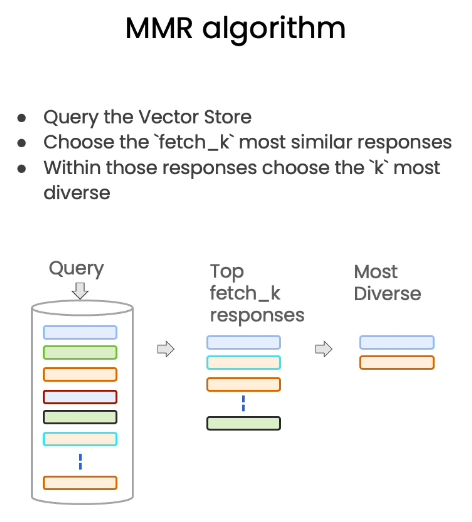 MMR algorithm
● Query the Vector Store
● Choose the `fetch_k` most similar responses
● Within those responses choose the `k` most
diverse
Query
Top
fetch_k
responses
Most
Diverse